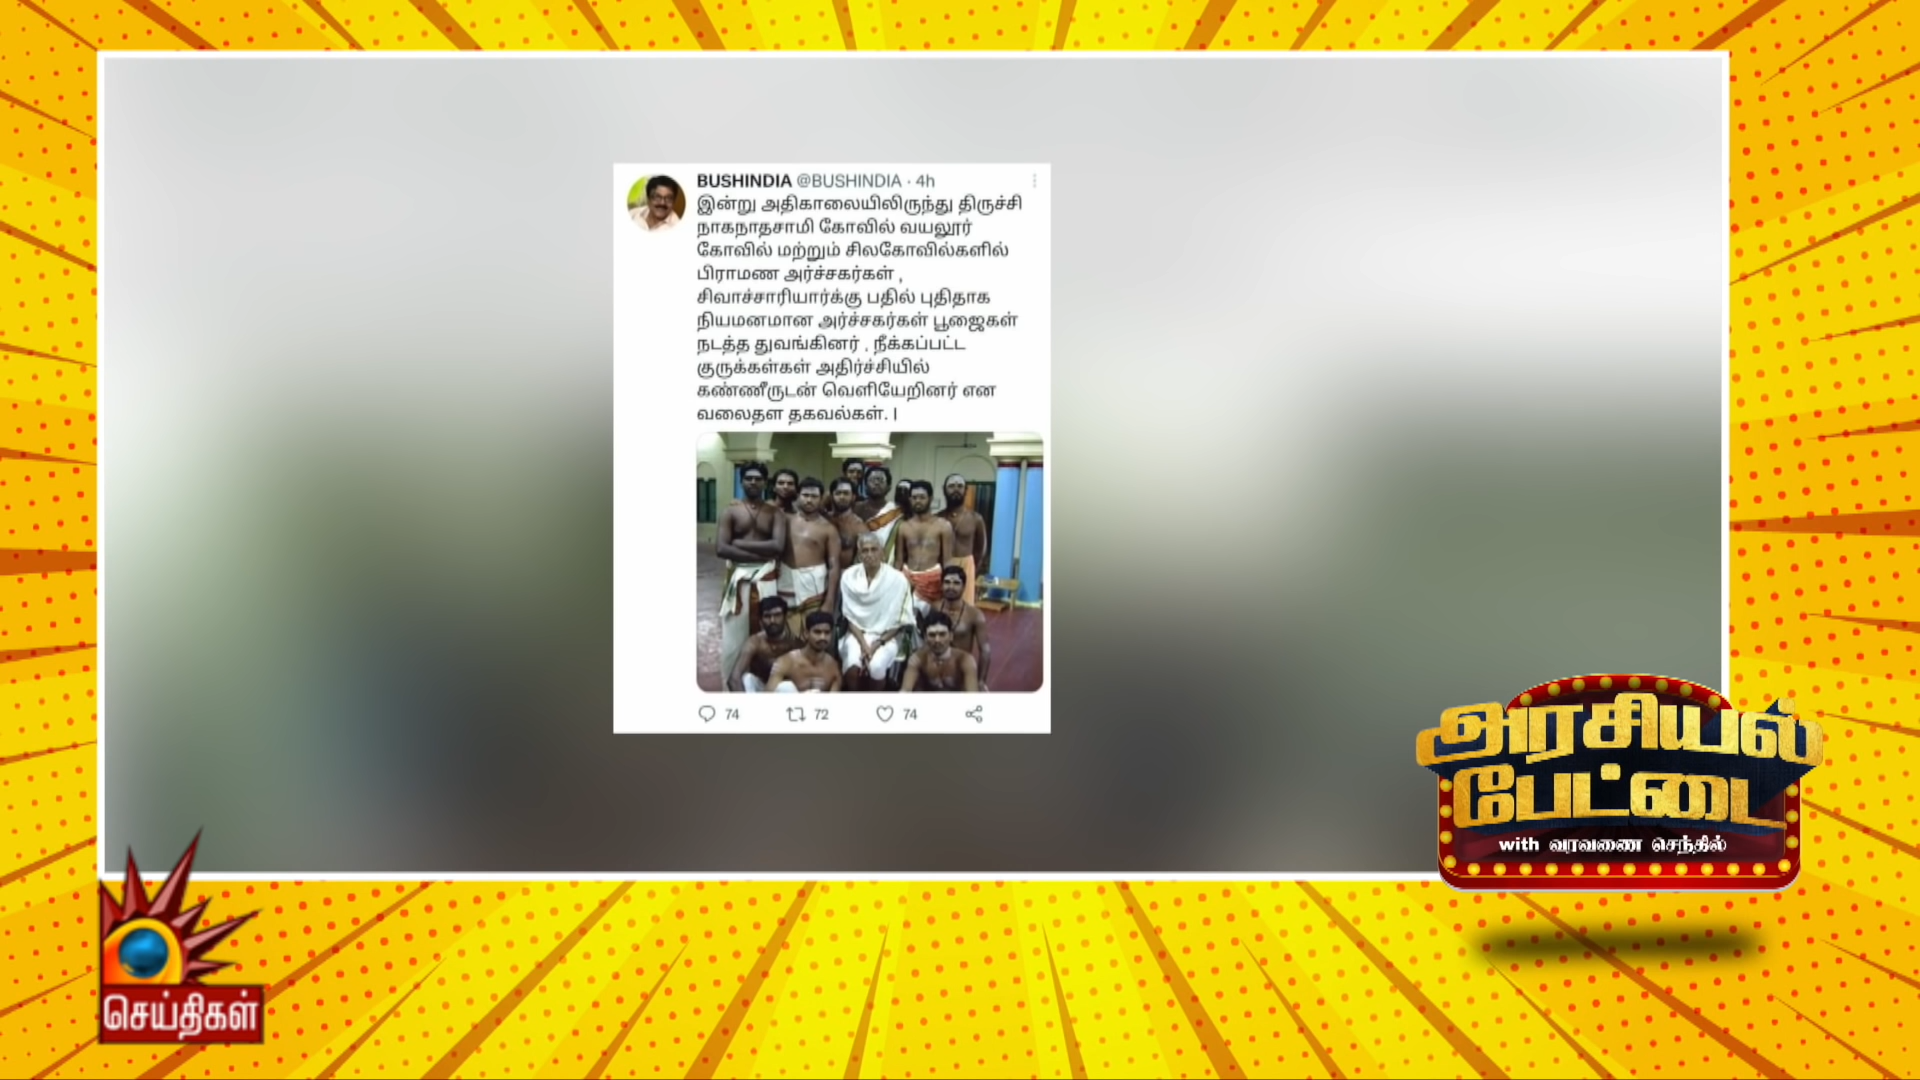 BUSHINDIA @BUSHINDIA · 4h
இன்று அதிகாலையிலிருந்து திருச்சி
நாகநாதசாமி கோவில் வயலூர்
கோவில் மற்றும் சிலகோவில்களில்
பிராமண அர்ச்சகர்கள் ,
சிவாச்சாரியார்க்கு பதில் புதிதாக
நியமனமான அர்ச்சகர்கள் பூஜைகள்
நடத்த துவங்கினர் , நீக்கப்பட்ட
குருக்கள்கள் அதிர்ச்சியில்
கண்ணீருடன் வெளியேறினர் என
வலைதள தகவல்கள். l
74 72 74
அரசியல்
பேட்டை
with வரவணை செந்தில்
செய்திகள்